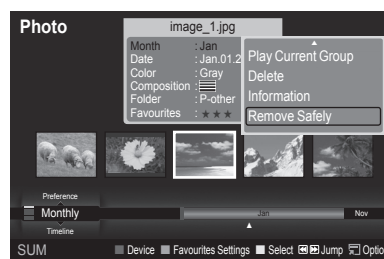 Photo
image_1.jpg
Month : Jan
Date : Jan.01.2
Color : Gray
Composition :
Folder : P-other
Favourites : ★ ★ ★
Play Current Group
Delete
Information
Remove Safely
Preference
Monthly
Timeline
Jan
Nov
SUM
Device Favourites Settings Select Jump Optio